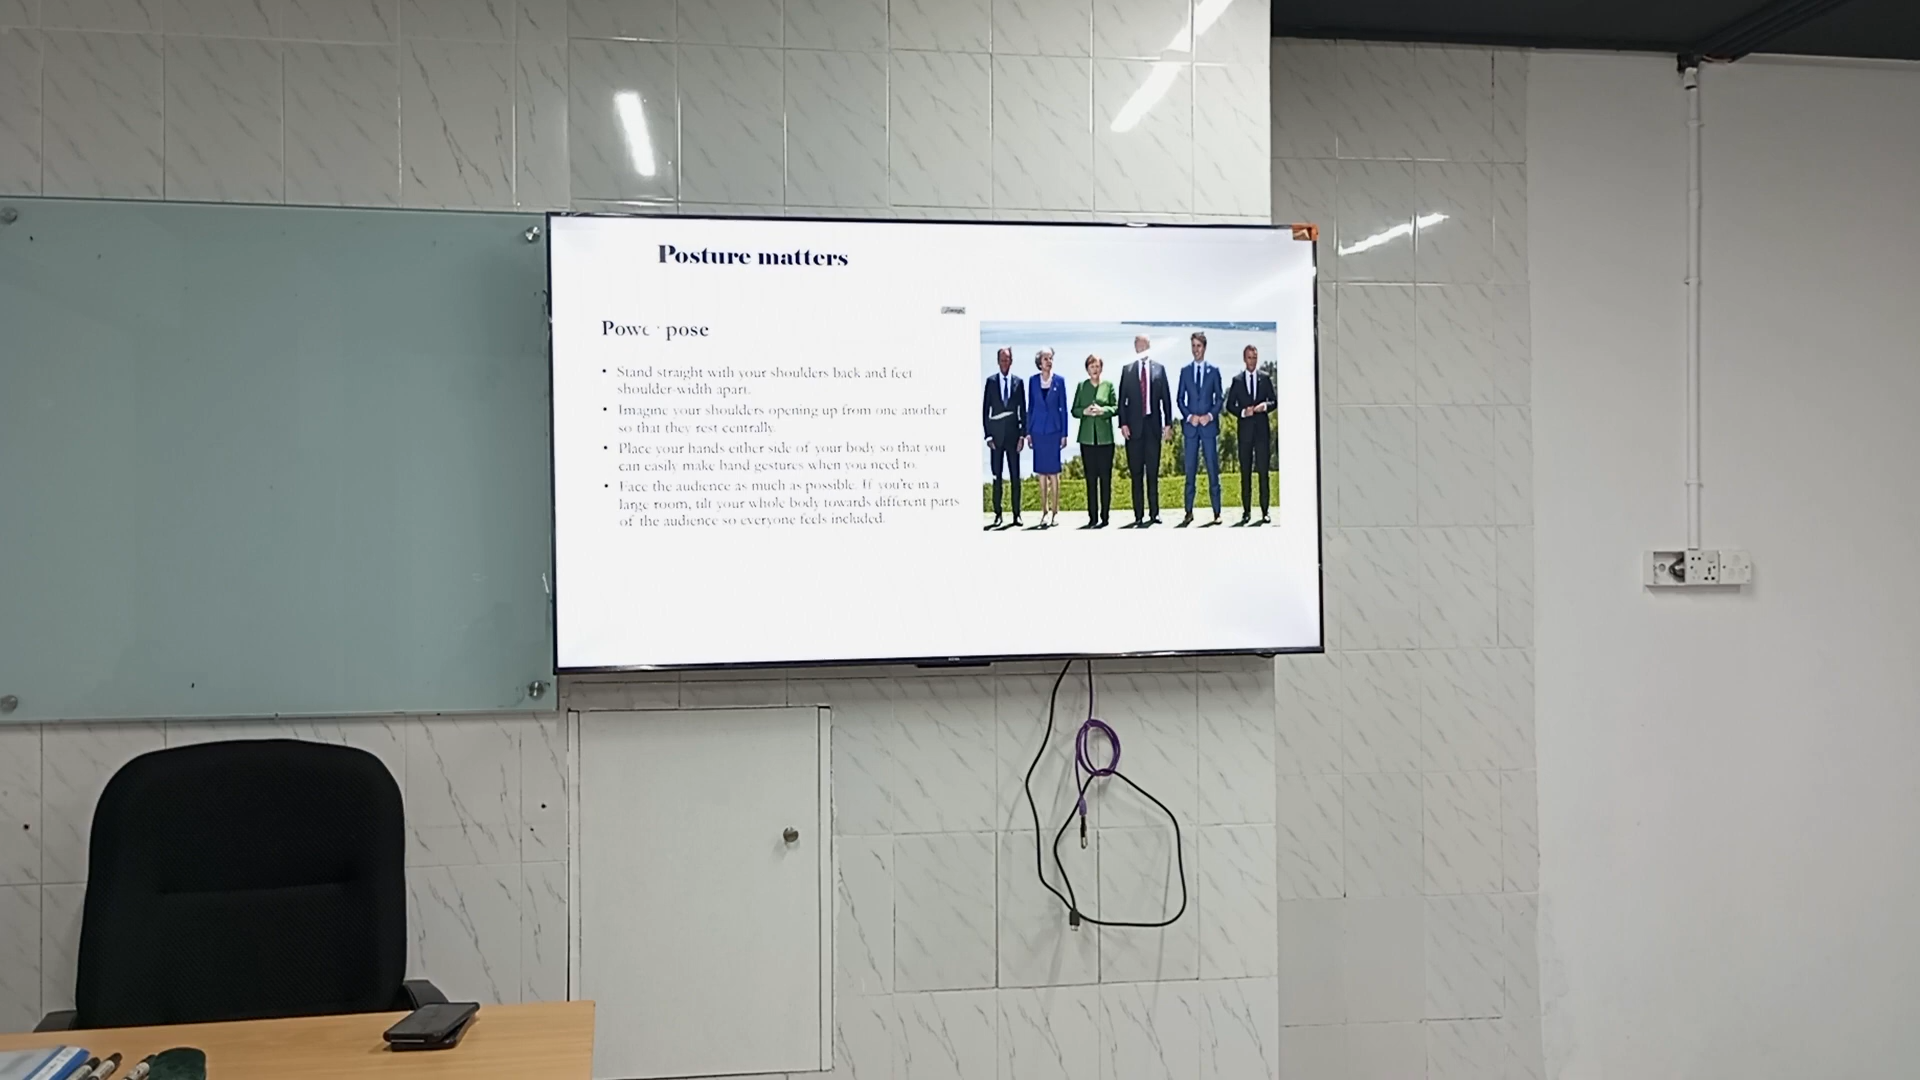 Posture matters
Power pose
• Stand straight with your shoulders back and feet
shoulder-width apart.
• Imagine your shoulders opening up from one another
so that they rest centrally.
• Place your hands either side of your body so that you
can easily make hand gestures when you need to.
• Face the audience as much as possible. If you're in a
large room, tilt your whole body towards different parts
of the audience so everyone feels included.